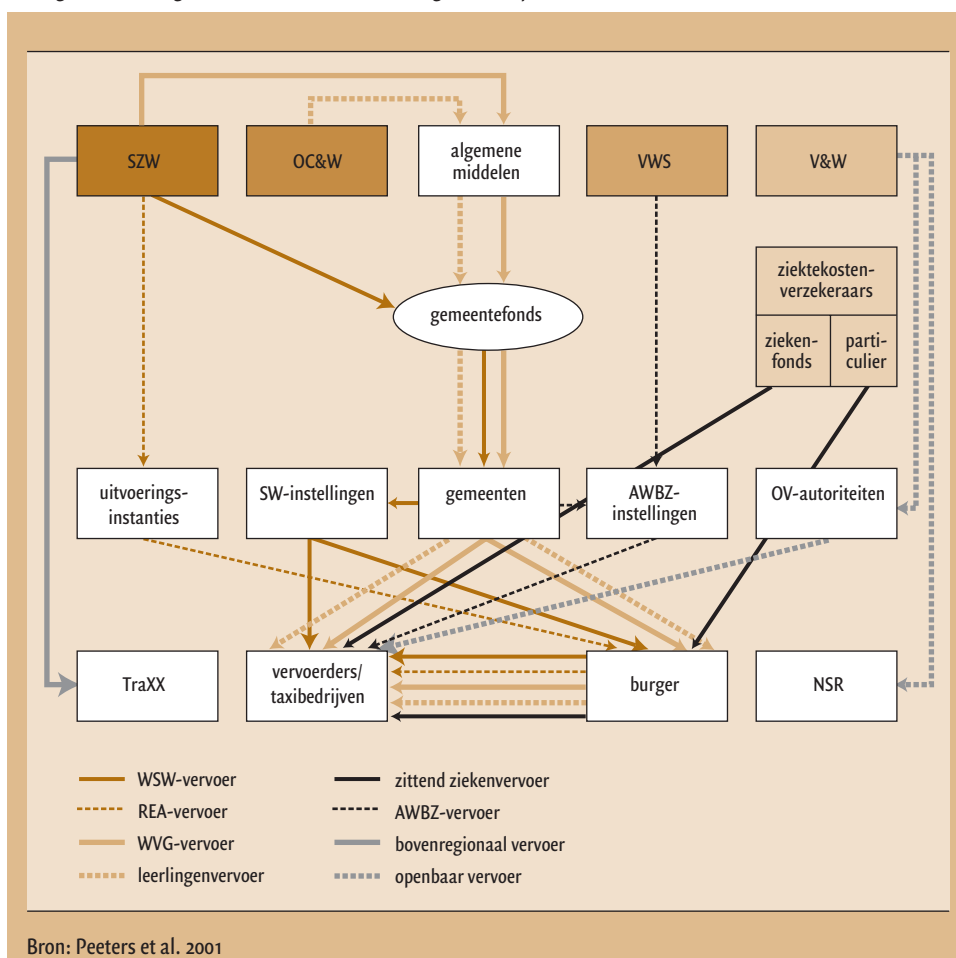 SZW
OC&W
algemene
middelen
VWS
V&W
ziektekosten-
verzekeraars
zieken-
fonds
parti-
culier
gemeentefonds
uitvoerings-
instanties
SW-instellingen
gemeenten
AWBZ-
instellingen
OV-autoriteiten
TraXX
vervoerders/
taxibedrijven
burger
NSR
WSW-vervoer
REA-vervoer
WVG-vervoer
leerlingenvervoer
zittend ziekenvervoer
AWBZ-vervoer
bovenregionaal vervoer
openbaar vervoer
Bron: Peeters et al. 2001